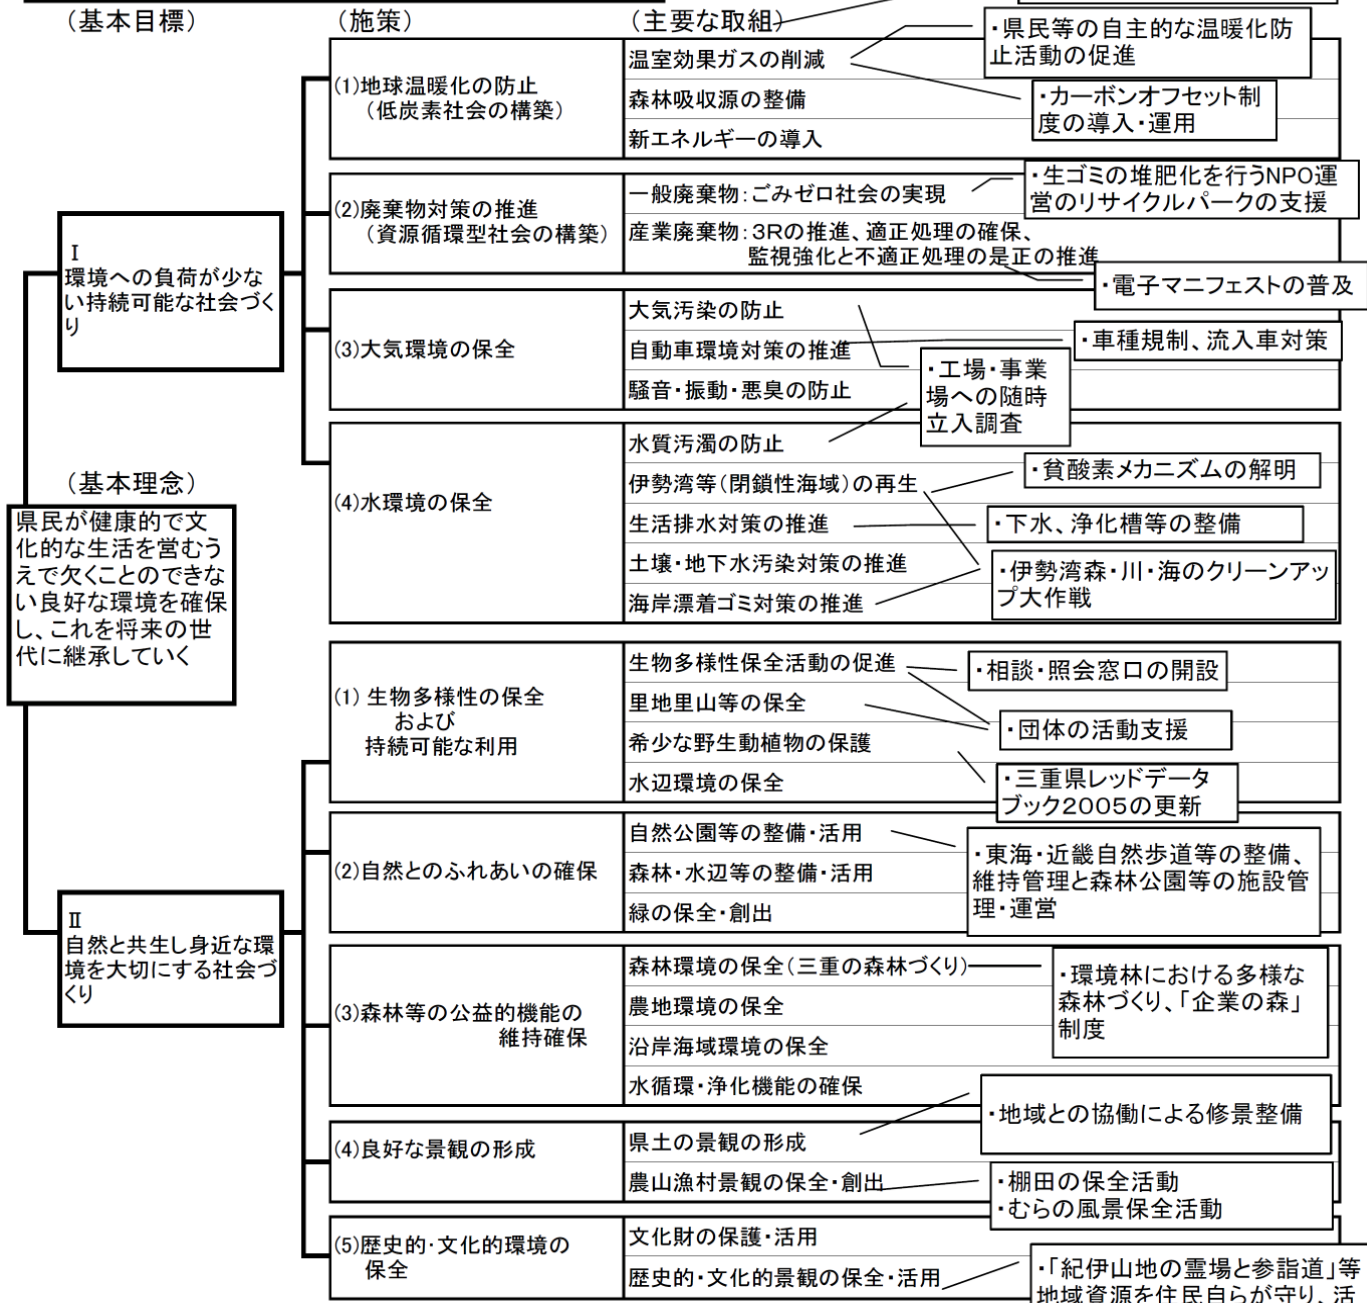 (基本目標)
(施策)
(主要な取組)
(基本理念)
県民が健康的で文
化的な生活を営むう
えで欠くことのできな
い良好な環境を確保
し、これを将来の世
代に継承していく
Ⅰ
環境への負荷が少な
い持続可能な社会づく
り
(1)地球温暖化の防止
(低炭素社会の構築)
温室効果ガスの削減
森林吸収源の整備
新エネルギーの導入
・県民等の自主的な温暖化防
止活動の促進
・カーボンオフセット制
度の導入・運用
(2)廃棄物対策の推進
(資源循環型社会の構築)
一般廃棄物:ごみゼロ社会の実現
産業廃棄物:3Rの推進、適正処理の確保、
監視強化と不適正処理の是正の推進
・生ゴミの堆肥化を行うNPO運
営のリサイクルパークの支援
・電子マニフェストの普及
(3)大気環境の保全
大気汚染の防止
自動車環境対策の推進
騒音・振動・悪臭の防止
・車種規制、流入車対策
・工場・事業
場への随時
立入調査
(4)水環境の保全
水質汚濁の防止
伊勢湾等(閉鎖性海域)の再生
生活排水対策の推進
土壌・地下水汚染対策の推進
海岸漂着ゴミ対策の推進
・貧酸素メカニズムの解明
・下水、浄化槽等の整備
・伊勢湾森・川・海のクリーンアッ
プ大作戦
Ⅱ
自然と共生し身近な環
境を大切にする社会づ
くり
(1) 生物多様性の保全
および
持続可能な利用
生物多様性保全活動の促進
里地里山等の保全
希少な野生動植物の保護
水辺環境の保全
・相談・照会窓口の開設
・団体の活動支援
・三重県レッドデータ
ブック2005の更新
(2)自然とのふれあいの確保
自然公園等の整備・活用
森林・水辺等の整備・活用
緑の保全・創出
・東海・近畿自然歩道等の整備、
維持管理と森林公園等の施設管
理・運営
(3)森林等の公益的機能の
維持確保
森林環境の保全(三重の森林づくり)
農地環境の保全
沿岸海域環境の保全
水循環・浄化機能の確保
・環境林における多様な
森林づくり、「企業の森」
制度
(4)良好な景観の形成
県土の景観の形成
農山漁村景観の保全・創出
・地域との協働による修景整備
・棚田の保全活動
・むらの風景保全活動
(5)歴史的・文化的環境の
保全
文化財の保護・活用
歴史的・文化的景観の保全・活用
・「紀伊山地の霊場と参詣道」等
地域資源を住民自らが守り、活